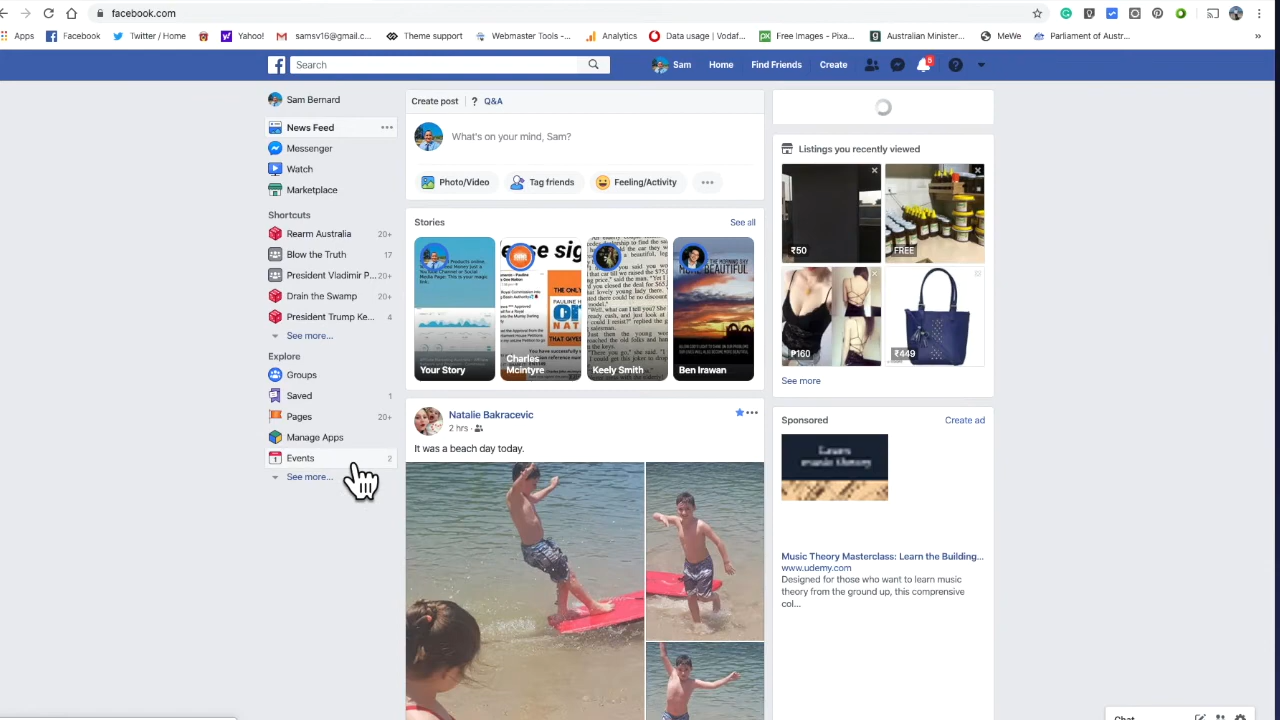 facebook.com
Apps Facebook Twitter / Home Yahoo! samsv16@gmail.c... Theme support Webmaster Tools -... Analytics Data usage | Vodaf... Free Images - Pixa... Australian Minister... MeWe Parliament of Austr... »
Search Sam Home Find Friends Create 5
Sam Bernard
News Feed
Messenger
Watch
Marketplace
Shortcuts
Rearm Australia 20+
Blow the Truth 17
President Vladimir P... 20+
Drain the Swamp 20+
President Trump Ke... 4
See more...
Explore
Groups
Saved 1
Pages 20+
Manage Apps
Events 2
See more...
Create post ? Q&A
What's on your mind, Sam?
Photo/Video Tag friends Feeling/Activity
Stories See all
Your Story
Charles
Mcintyre
Keely Smith
Ben Irawan
Natalie Bakracevic
2 hrs
It was a beach day today.
Listings you recently viewed
₹50 FREE
₱160 ₹449
See more
Sponsored Create ad
Learn
music theory
Music Theory Masterclass: Learn the Building...
www.udemy.com
Designed for those who want to learn music
theory from the ground up, this comprensive
col...
Chat